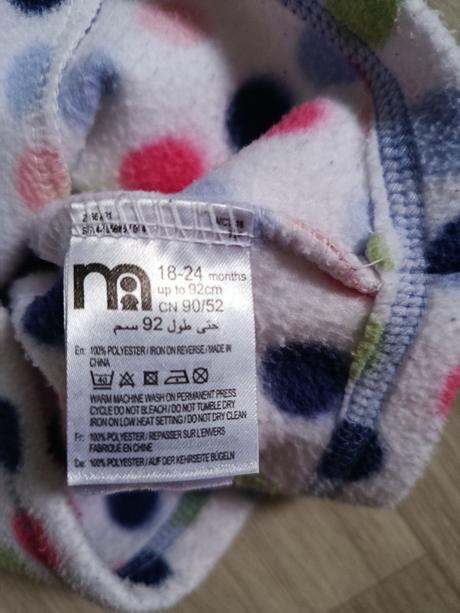 18-24 months
up to 92cm
CN 90/52
حتى طول 92 سم
En: 100% POLYESTER / IRON ON REVERSE / MADE IN
CHINA
40
WARM MACHINE WASH ON PERMANENT PRESS
CYCLE DO NOT BLEACH / DO NOT TUMBLE DRY
IRON ON LOW HEAT SETTING / DO NOT DRY CLEAN
Fr: 100% POLYESTER / REPASSER SUR L'ENVERS
FABRIQUÉ EN CHINE
De: 100% POLYESTER / AUF DER KEHRSEITE BÜGELN